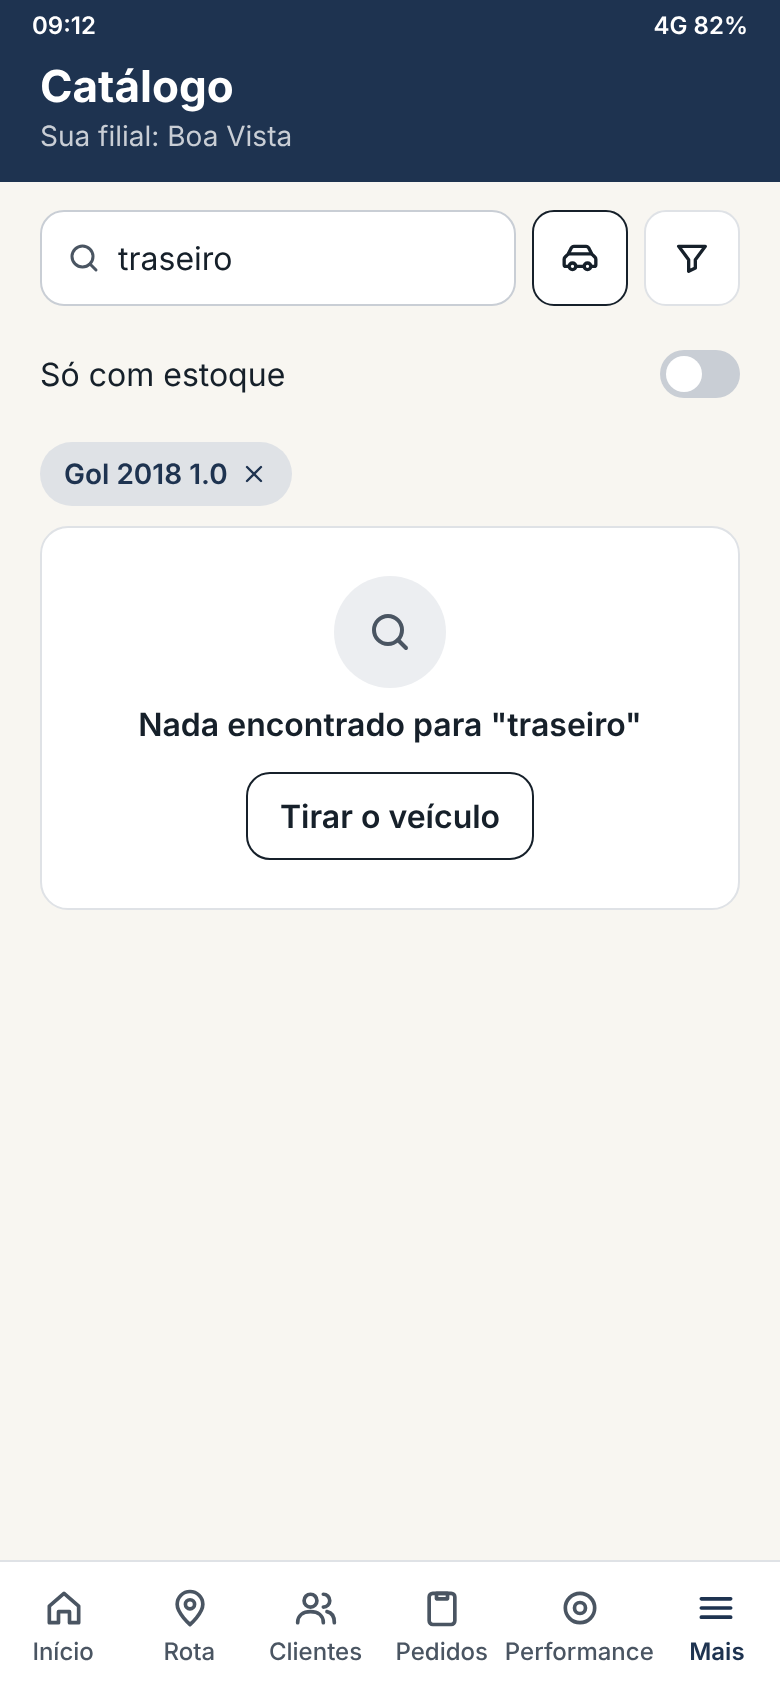 09:12
4G 82%
Catálogo
Sua filial: Boa Vista
traseiro
Só com estoque
Gol 2018 1.0
Nada encontrado para "traseiro"
Tirar o veículo
Início
Rota
Clientes
Pedidos
Performance
Mais